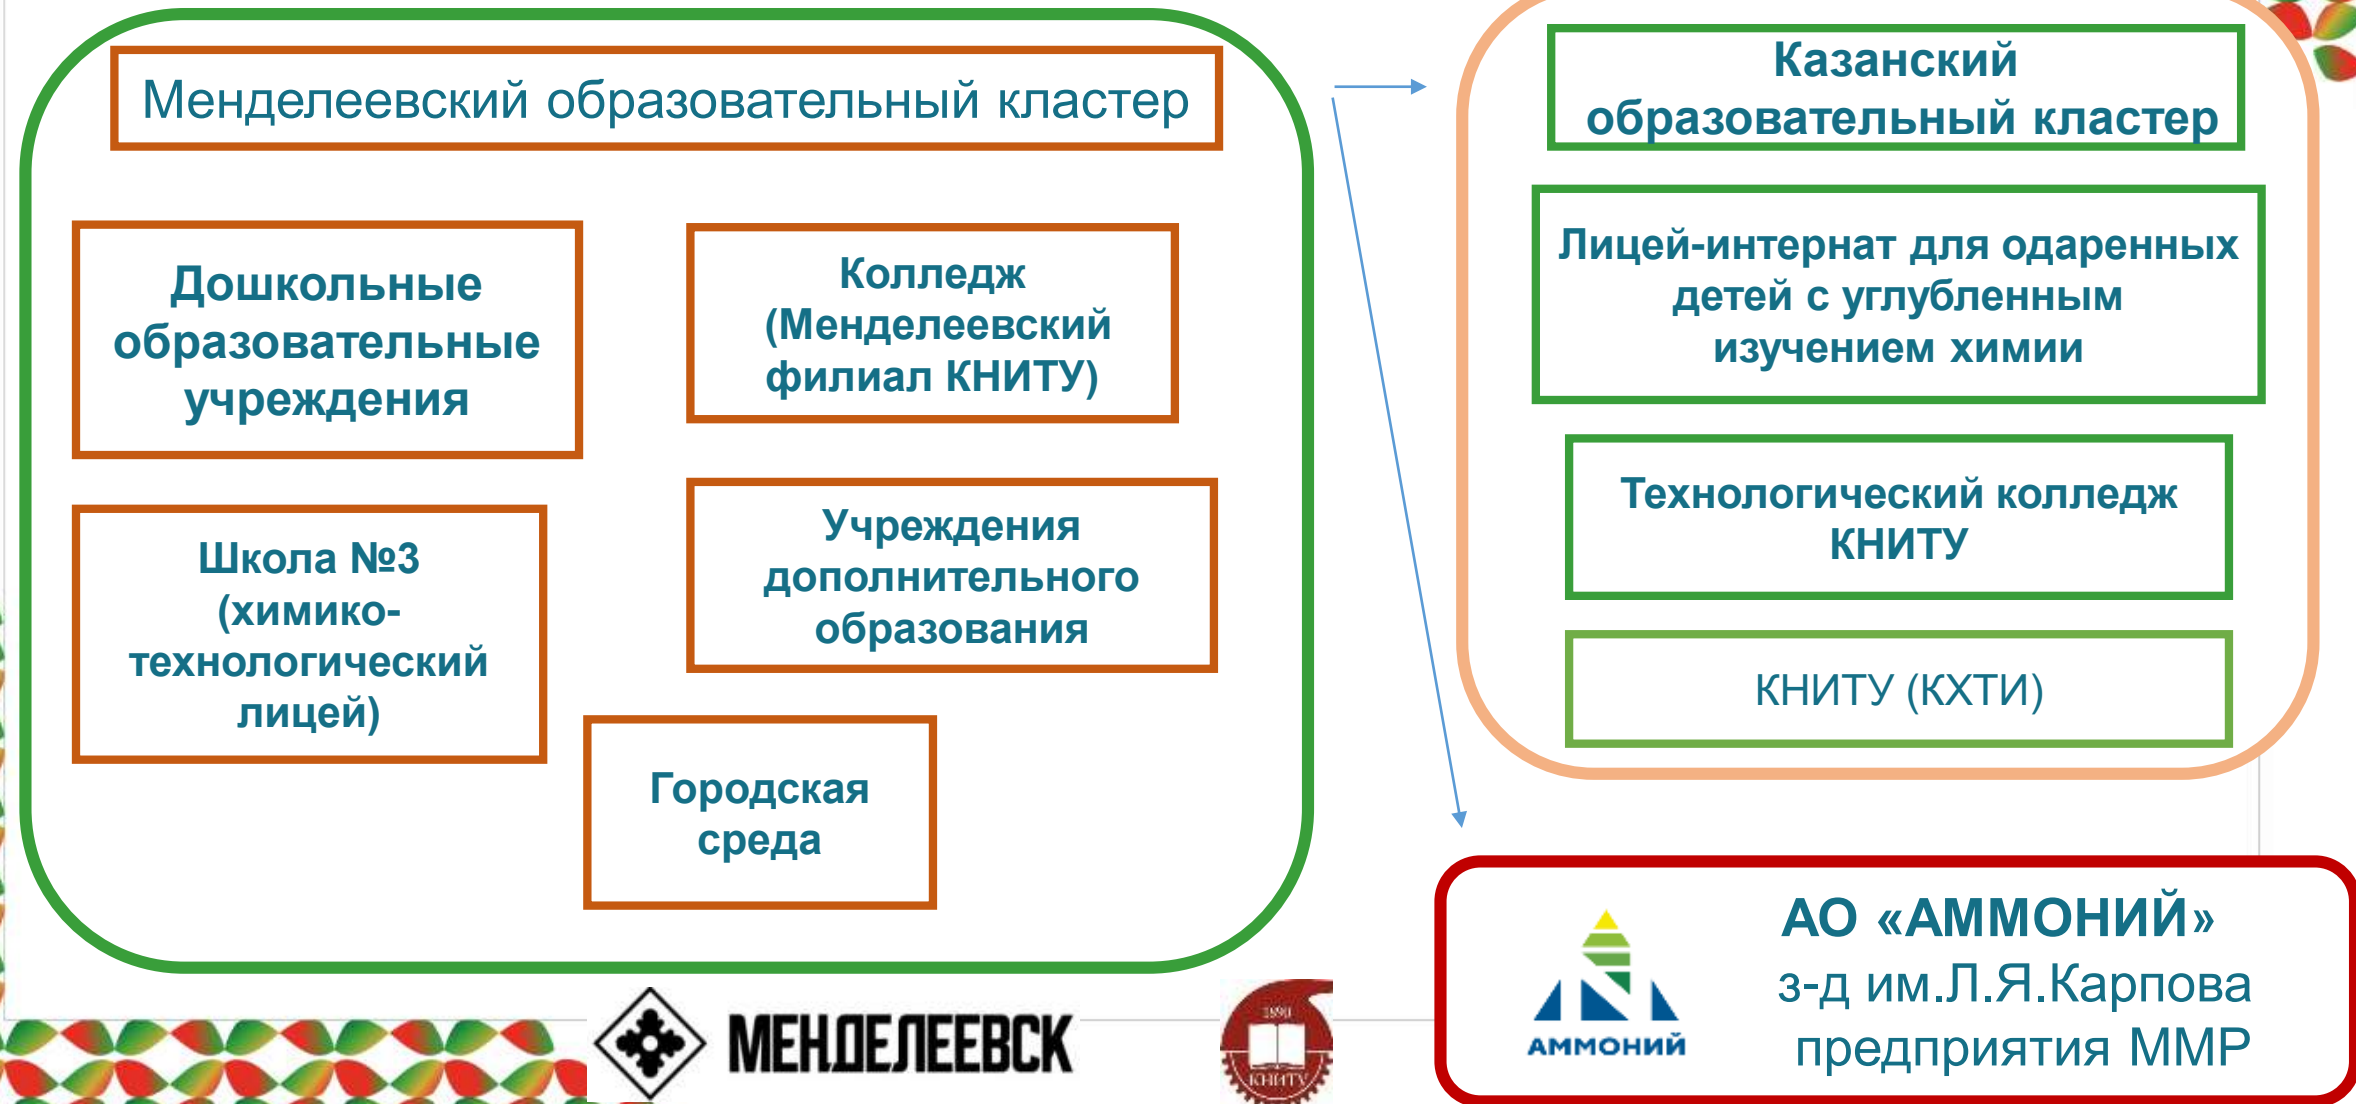 Менделеевский образовательный кластер
Дошкольные
образовательные
учреждения
Колледж
(Менделеевский
филиал КНИТУ)
Школа №3
(химико-
технологический
лицей)
Учреждения
дополнительного
образования
Городская
среда
Казанский
образовательный кластер
Лицей-интернат для одаренных
детей с углубленным
изучением химии
Технологический колледж
КНИТУ
КНИТУ (КХТИ)
АММОНИЙ
АО «АММОНИЙ»
з-д им.Л.Я.Карпова
предприятия ММР
МЕНДЕЛЕЕВСК
1890
КНИТУ